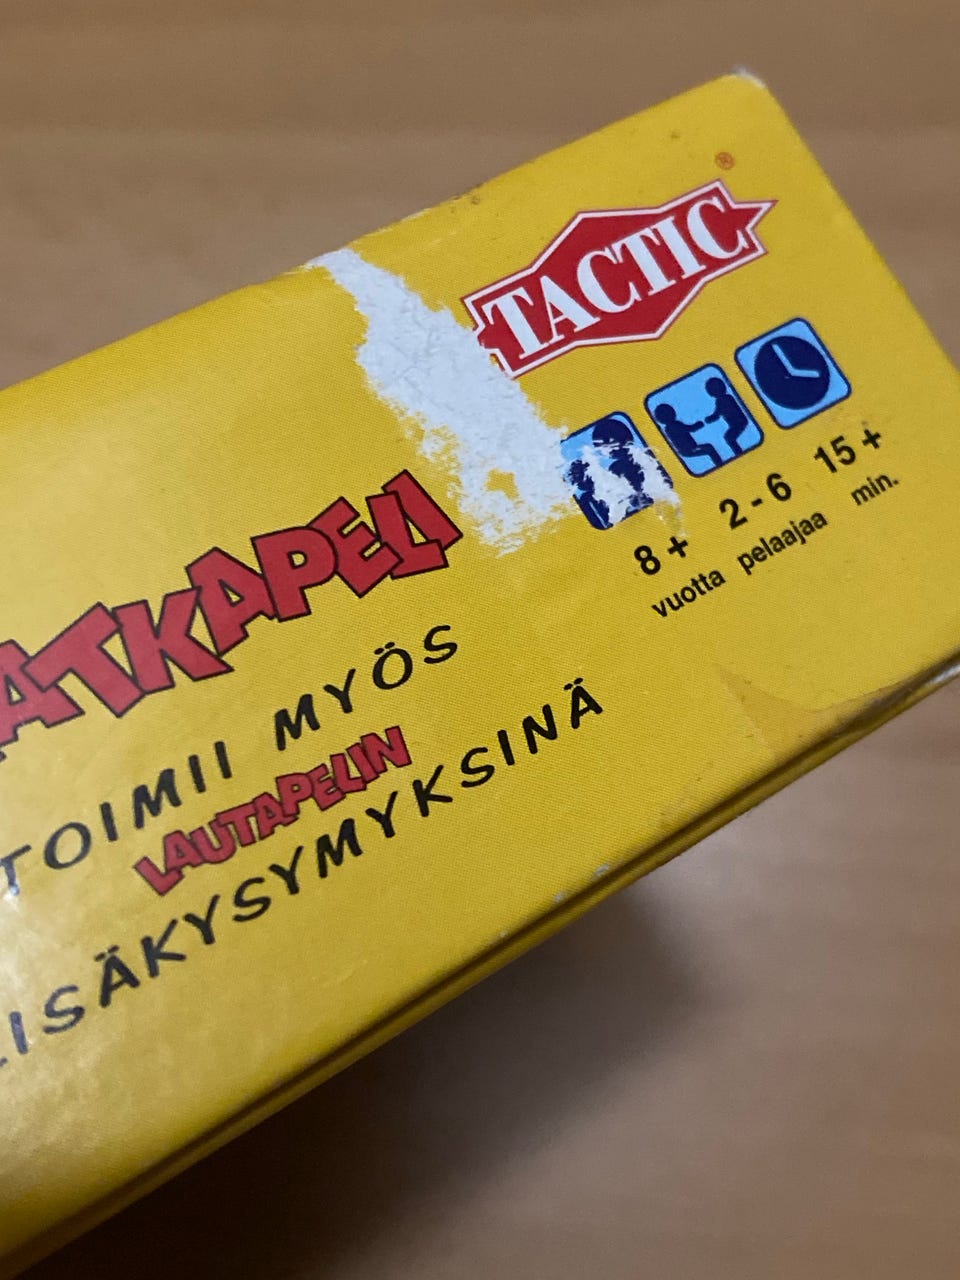 TACTIC®
8+ 2-6 15+
vuotta pelaajaa min.
ATKAPELI
TOIMII MYÖS
LAUTAPELIN
LISÄKYSYMYKSINÄ